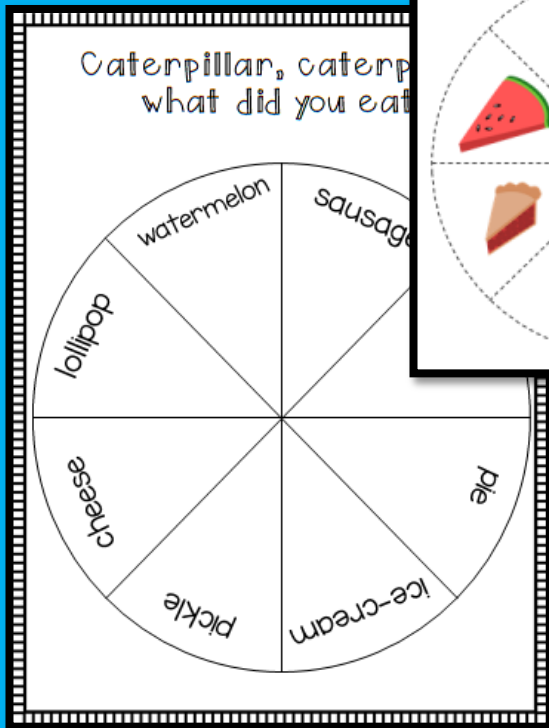 Caterpillar, caterp
what did you eat
watermelon
sausage
lollipop
cheese
pie
pickle
ice-cream